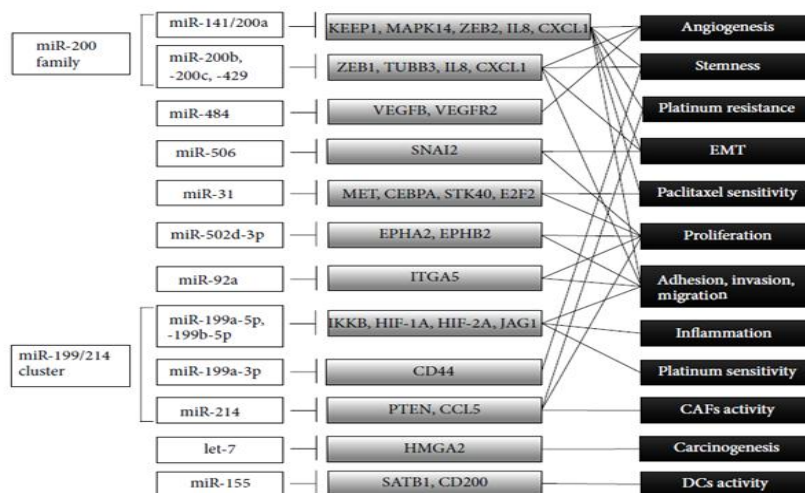 miR-200
family
miR-141/200a
KEEP1, MAPK14, ZEB2, IL8, CXCL1
Angiogenesis
miR-200b,
-200c, -429
ZEB1, TUBB3, IL8, CXCL1
Stemness
miR-484
VEGFB, VEGFR2
Platinum resistance
miR-506
SNAI2
EMT
miR-31
MET, CEBPA, STK40, E2F2
Paclitaxel sensitivity
miR-502d-3p
EPHA2, EPHB2
Proliferation
miR-92a
ITGA5
Adhesion, invasion,
migration
miR-199/214
cluster
miR-199a-5p,
-199b-5p
IKKB, HIF-1A, HIF-2A, JAG1
Inflammation
miR-199a-3p
CD44
Platinum sensitivity
miR-214
PTEN, CCL5
CAFs activity
let-7
HMGA2
Carcinogenesis
miR-155
SATB1, CD200
DCs activity